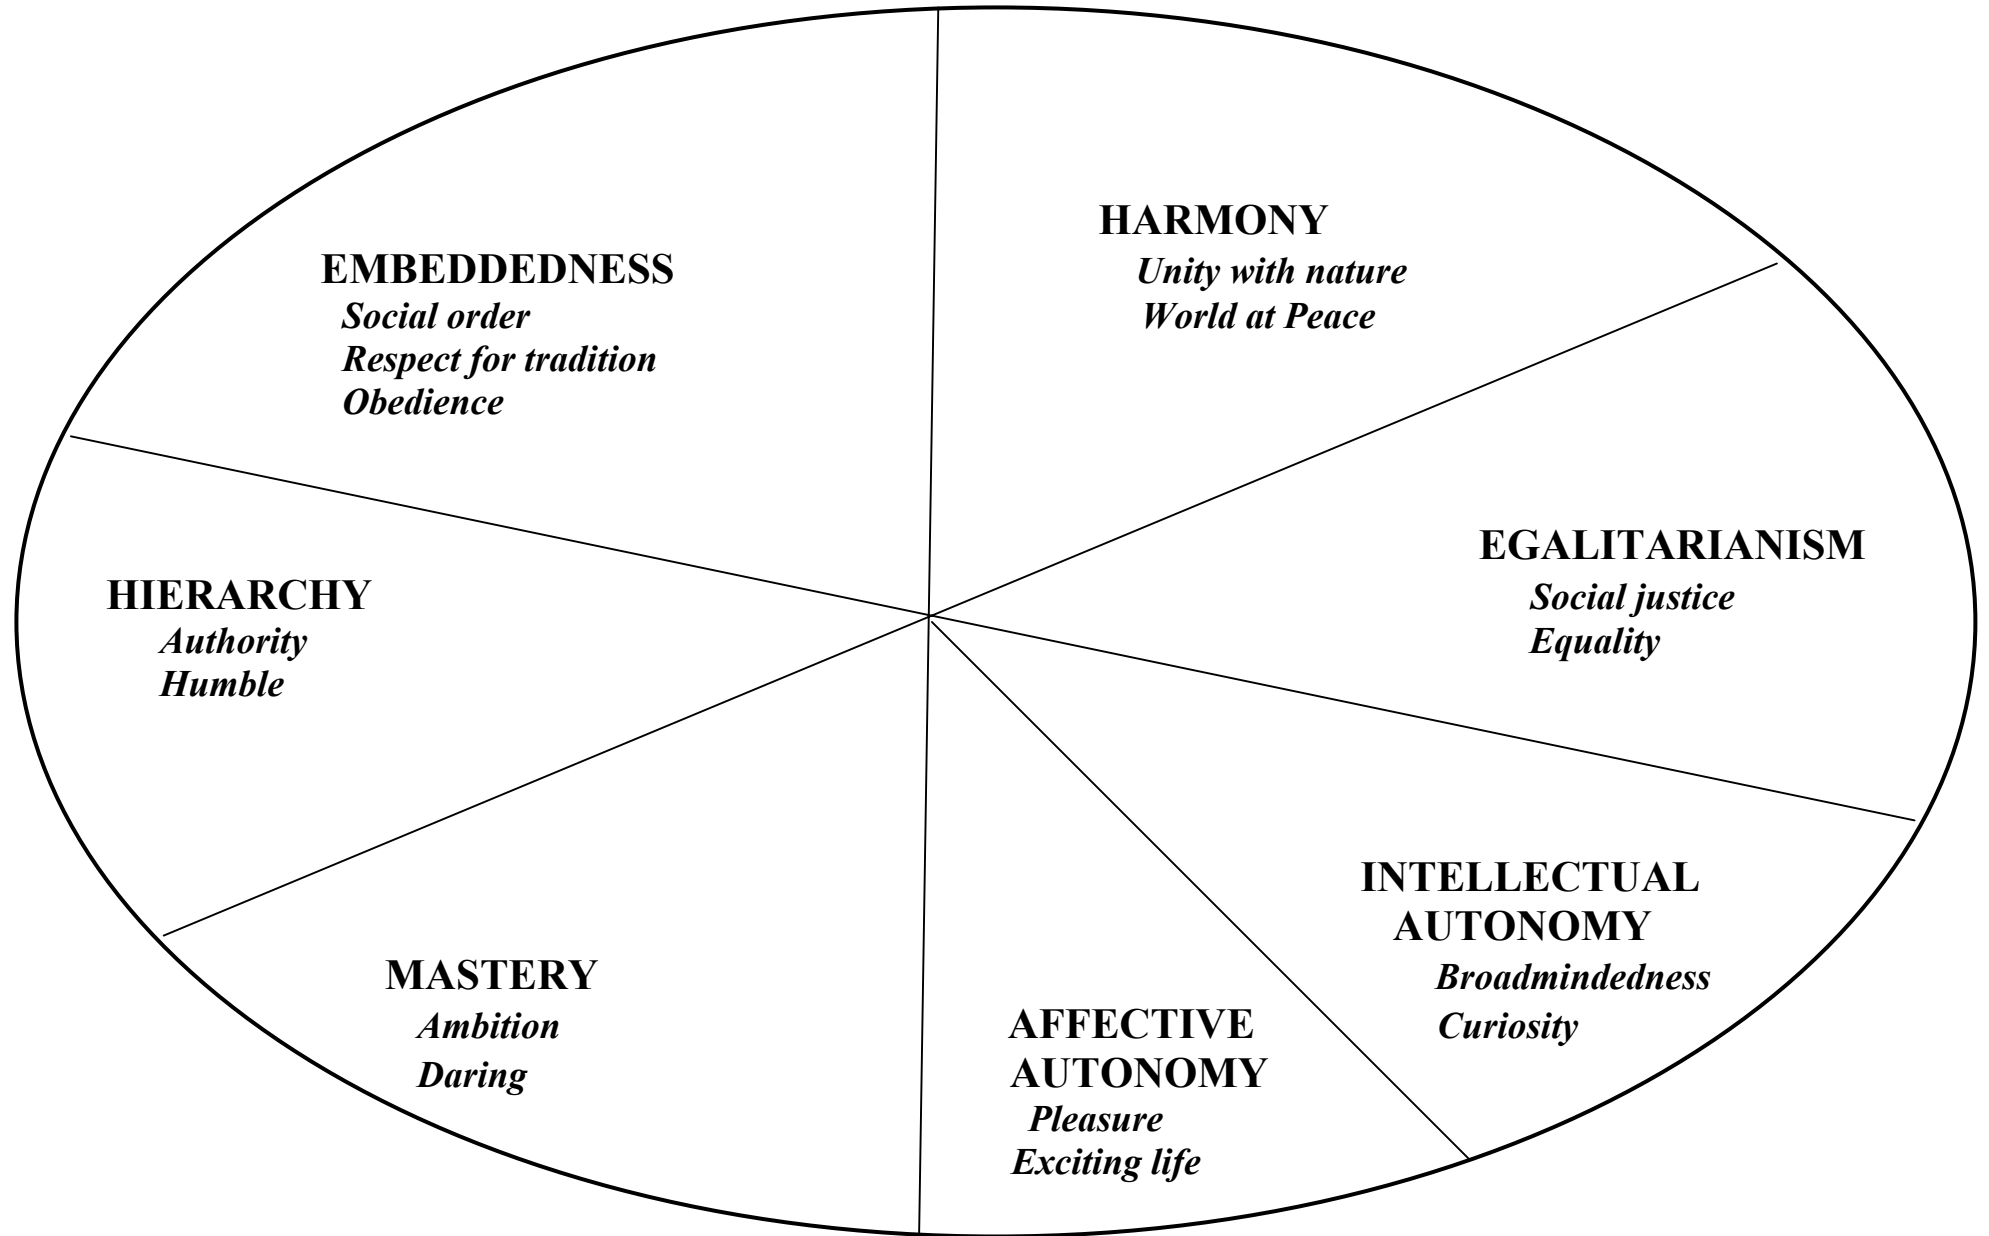 HARMONY
Unity with nature
World at Peace
EMBEDDEDNESS
Social order
Respect for tradition
Obedience
EGALITARIANISM
Social justice
Equality
HIERARCHY
Authority
Humble
INTELLECTUAL
AUTONOMY
Broadmindedness
Curiosity
MASTERY
Ambition
Daring
AFFECTIVE
AUTONOMY
Pleasure
Exciting life